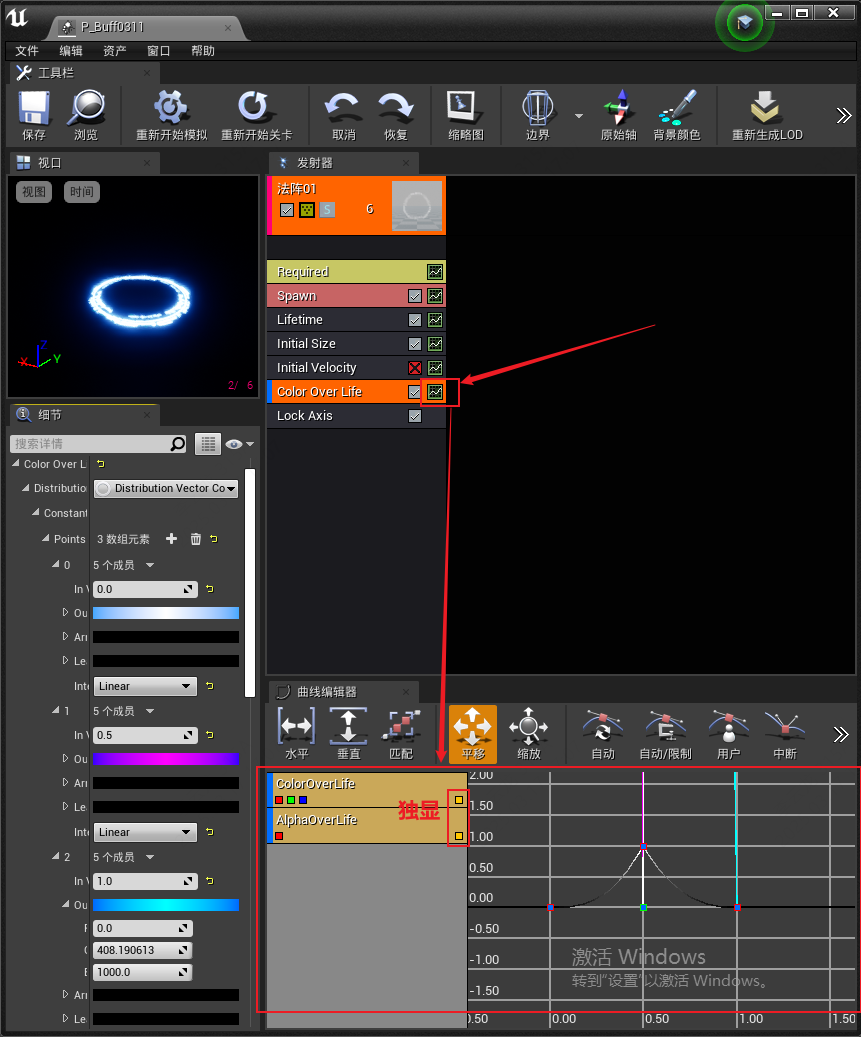 P_Buff0311
文件 编辑 资产 窗口 帮助
工具栏
保存 浏览 重新开始模拟 重新开始关卡 取消 恢复 缩略图 边界 原始轴 背景颜色 重新生成LOD
视口
发射器
视图 时间
法阵01
S 6
Required
Spawn
Lifetime
Initial Size
Initial Velocity
Color Over Life
Lock Axis
X Z Y
2/ 6
细节
搜索详情
Color Over L
Distributio Distribution Vector Co
Constant
Points 3 数组元素
0 5 个成员
In V 0.0
Ou
Arr
Le
Inte Linear
1 5 个成员
In V 0.5
Ou
Arr
Le
Inte Linear
2 5 个成员
In V 1.0
Ou
0.0
408.190613
1000.0
Arr
Le
曲线编辑器
水平 垂直 匹配 平移 缩放 自动 自动/限制 用户 中断
ColorOverLife
独显
AlphaOverLife
2.00
1.50
1.00
0.50
0.00
-0.50
-1.00
-1.50
0.50 0.00 0.50 1.00 1.50
激活 Windows
转到"设置"以激活 Windows。